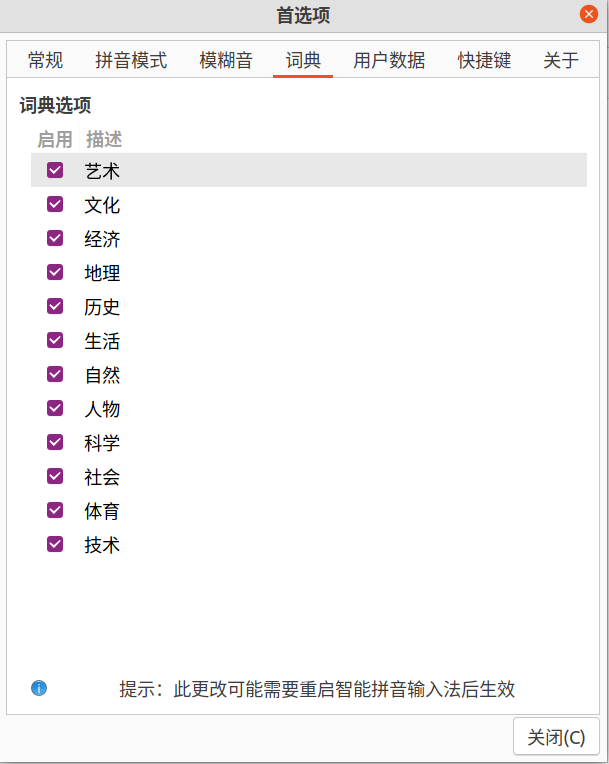 首选项
常规 拼音模式 模糊音 词典 用户数据 快捷键 关于
词典选项
启用 描述
艺术
文化
经济
地理
历史
生活
自然
人物
科学
社会
体育
技术
提示：此更改可能需要重启智能拼音输入法后生效
关闭(C)